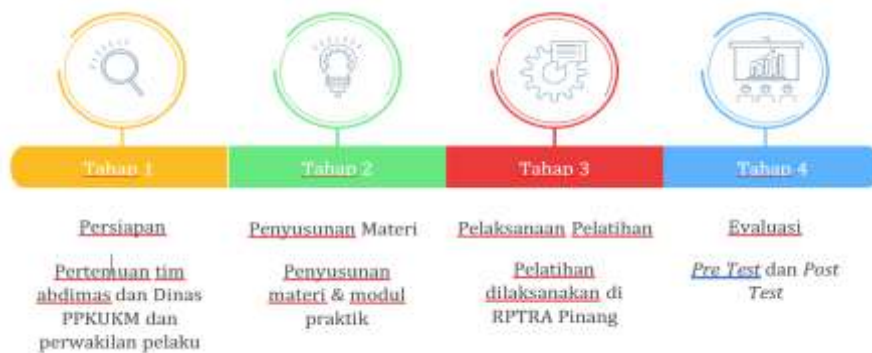 Tahap 1
Tahap 2
Tahap 3
Tahap 4
Persiapan
Pertemuan tim
abdimas dan Dinas
PPKUKM dan
perwakilan pelaku
Penyusunan Materi
Penyusunan
materi & modul
praktik
Pelaksanaan Pelatihan
Pelatihan
dilaksanakan di
RPTRA Pinang
Evaluasi
Pre Test dan Post
Test